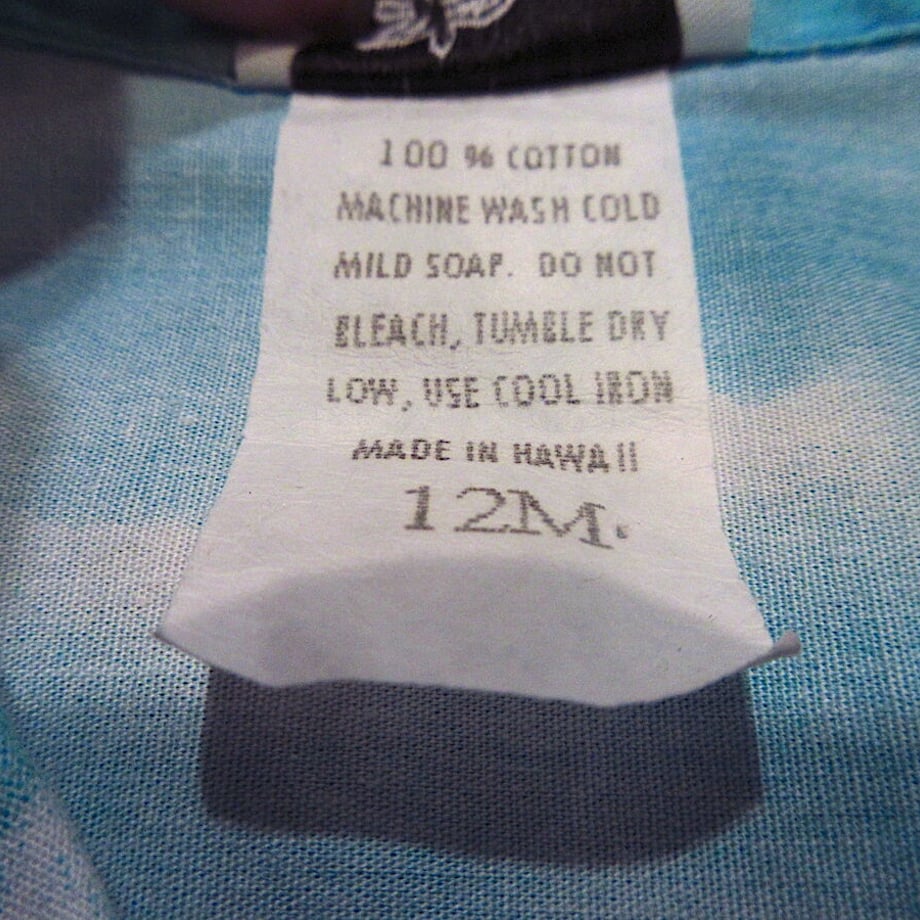 100 % COTTON
MACHINE WASH COLD
MILD SOAP. DO NOT
BLEACH, TUMBLE DRY
LOW, USE COOL IRON
MADE IN HAWAII
12M.